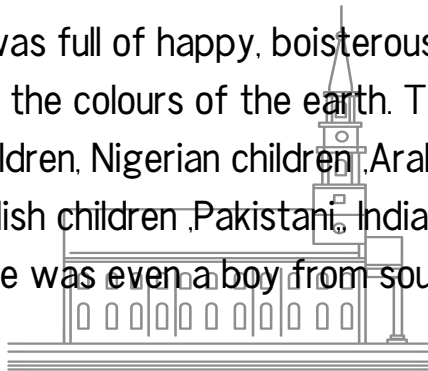 was full of happy, boisterous
the colours of the earth. T
ldren, Nigerian children ,Aral
lish children ,Pakistani,, India
e was even a boy from sou